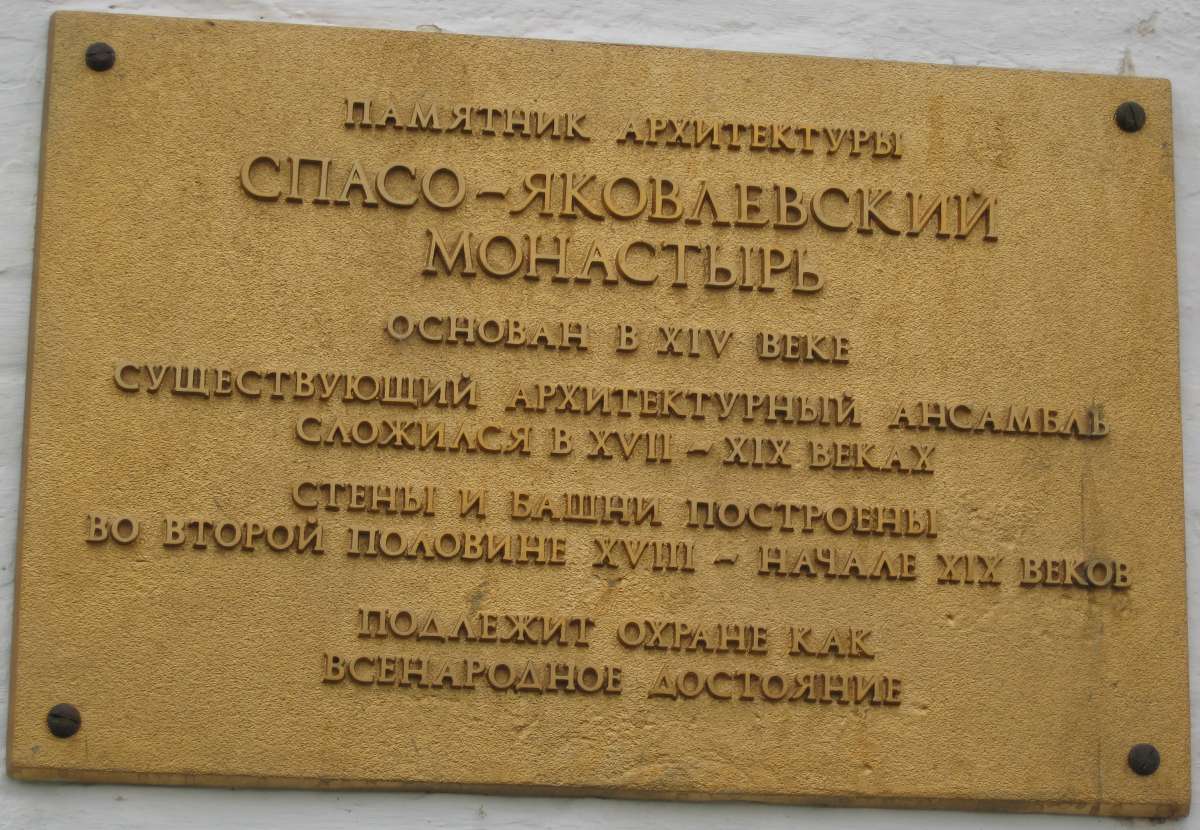 ПАМЯТНИК АРХИТЕКТУРЫ
СПАСО-ЯКОВЛЕВСКИЙ
МОНАСТЫРЬ
ОСНОВАН В XIV ВЕКЕ
СУЩЕСТВУЮЩИЙ АРХИТЕКТУРНЫЙ АНСАМБЛЬ
СЛОЖИЛСЯ В XVII – XIX ВЕКАХ
СТЕНЫ И БАШНИ ПОСТРОЕНЫ
ВО ВТОРОЙ ПОЛОВИНЕ XVIII – НАЧАЛЕ XIX ВЕКОВ
ПОДЛЕЖИТ ОХРАНЕ КАК
ВСЕНАРОДНОЕ ДОСТОЯНИЕ